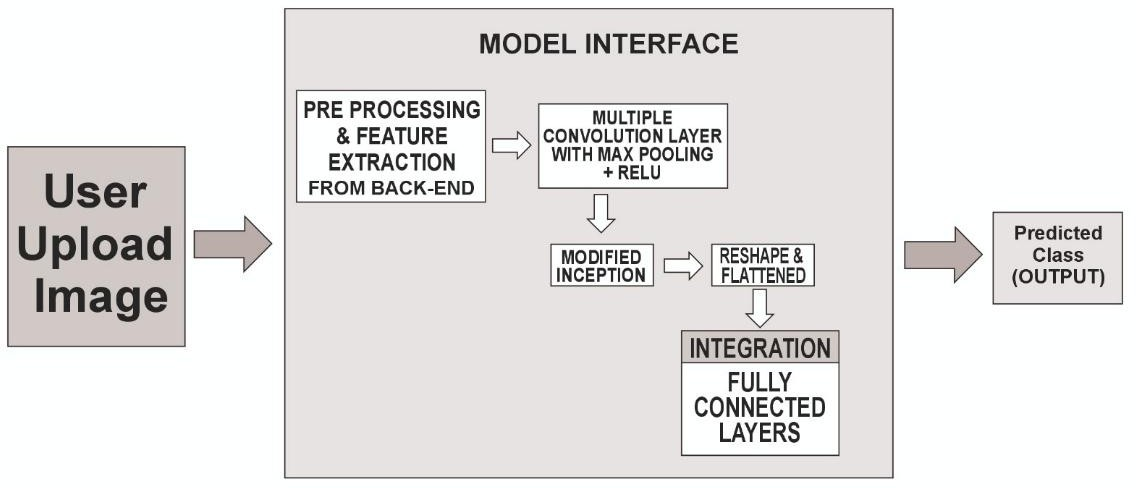 MODEL INTERFACE
User
Upload
Image
PRE PROCESSING
& FEATURE
EXTRACTION
FROM BACK-END
MULTIPLE
CONVOLUTION LAYER
WITH MAX POOLING
+ RELU
MODIFIED
INCEPTION
RESHAPE &
FLATTENED
INTEGRATION
FULLY
CONNECTED
LAYERS
Predicted
Class
(OUTPUT)